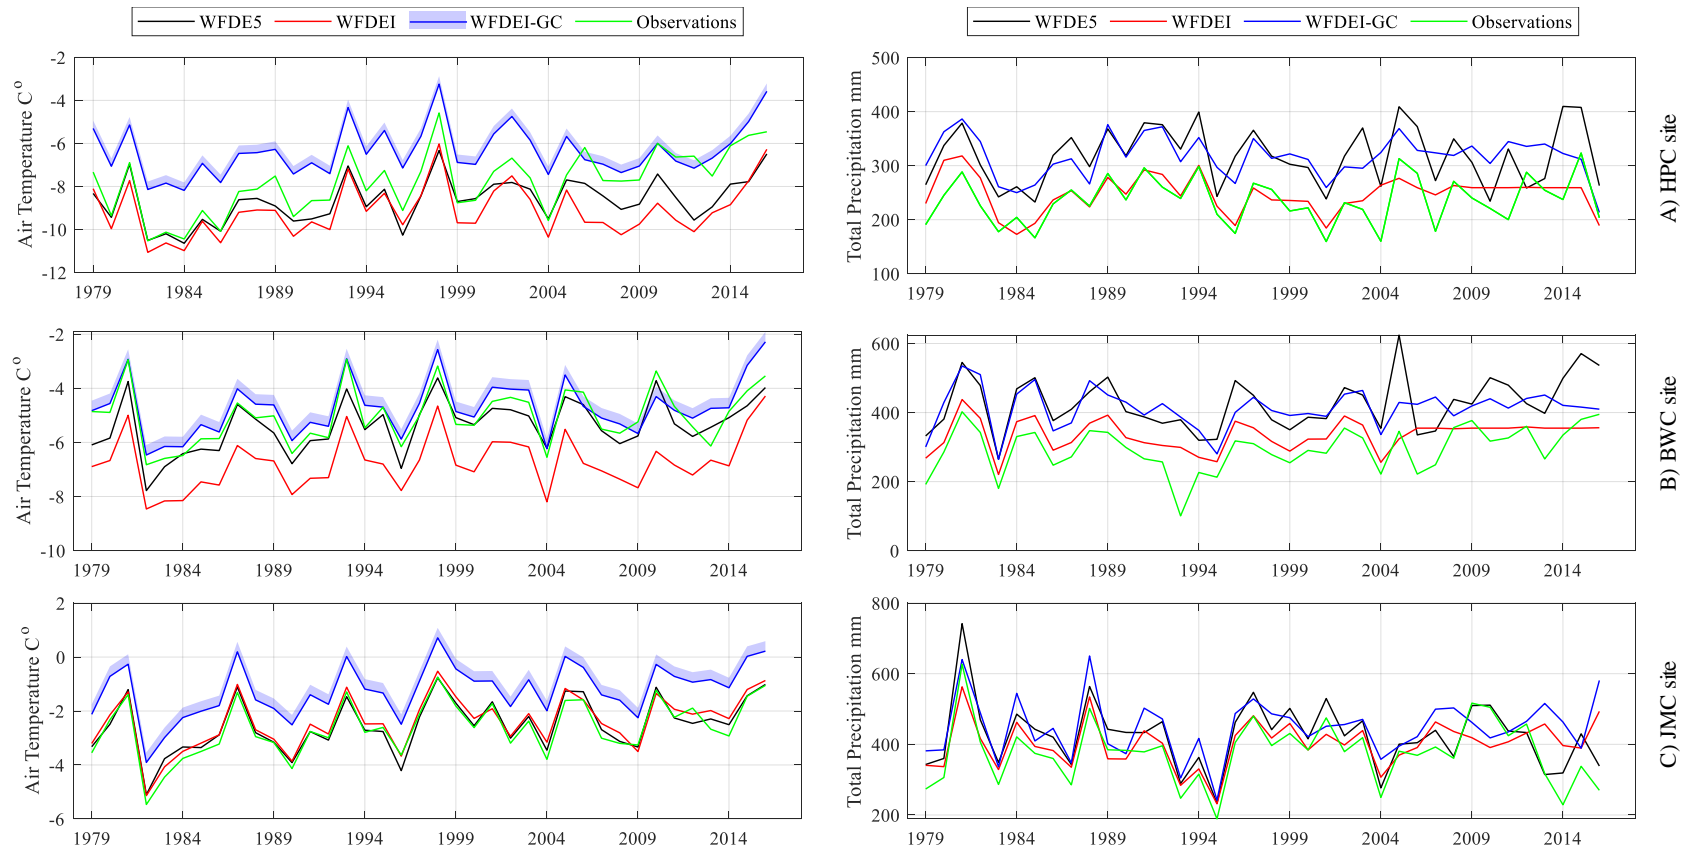 WFDE5 WFDEI WFDEI-GC Observations
WFDE5 WFDEI WFDEI-GC Observations
Air Temperature C°
-2
-4
-6
-8
-10
-12
1979 1984 1989 1994 1999 2004 2009 2014
Total Precipitation mm
500
400
300
200
100
1979 1984 1989 1994 1999 2004 2009 2014
A) HPC site
Air Temperature C°
-2
-4
-6
-8
-10
1979 1984 1989 1994 1999 2004 2009 2014
Total Precipitation mm
600
400
200
0
1979 1984 1989 1994 1999 2004 2009 2014
B) BWC site
Air Temperature C°
2
0
-2
-4
-6
1979 1984 1989 1994 1999 2004 2009 2014
Total Precipitation mm
800
600
400
200
1979 1984 1989 1994 1999 2004 2009 2014
C) JMC site